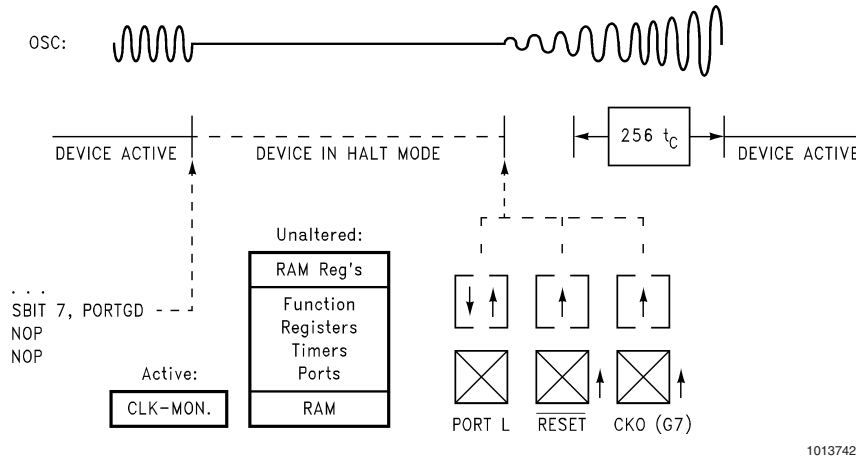 OSC:
256 tC
DEVICE ACTIVE
DEVICE IN HALT MODE
DEVICE ACTIVE
Unaltered:
RAM Reg's
. . .
SBIT 7, PORTGD
NOP
NOP
Function
Registers
Timers
Ports
Active:
CLK-MON.
RAM
PORT L
RESET
CKO (G7)
1013742